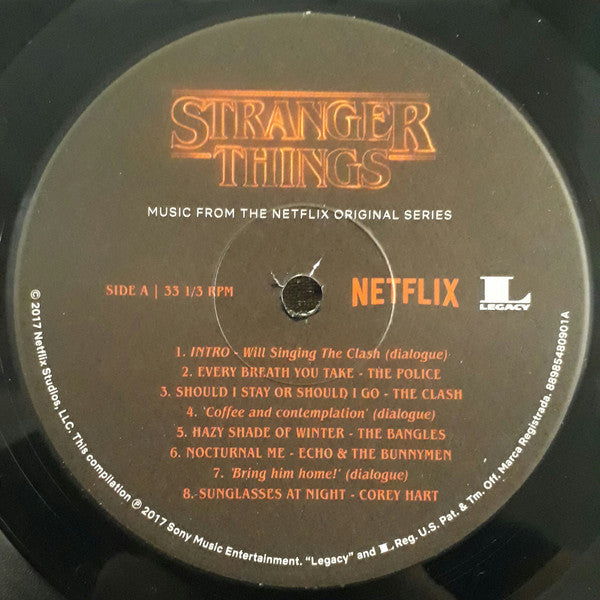 STRANGER
THINGS
MUSIC FROM THE NETFLIX ORIGINAL SERIES
SIDE A | 33 1/3 RPM
NETFLIX
L
LEGACY
1. INTRO - Will Singing The Clash (dialogue)
2. EVERY BREATH YOU TAKE - THE POLICE
3. SHOULD I STAY OR SHOULD I GO - THE CLASH
4. 'Coffee and contemplation' (dialogue)
5. HAZY SHADE OF WINTER - THE BANGLES
6. NOCTURNAL ME - ECHO & THE BUNNYMEN
7. 'Bring him home!' (dialogue)
8. SUNGLASSES AT NIGHT - COREY HART
© 2017 Netflix Studios, LLC. This compilation ℗ 2017 Sony Music Entertainment. “Legacy” and L Reg. U.S. Pat. & Tm. Off. Marca Registrada. 88985480901A